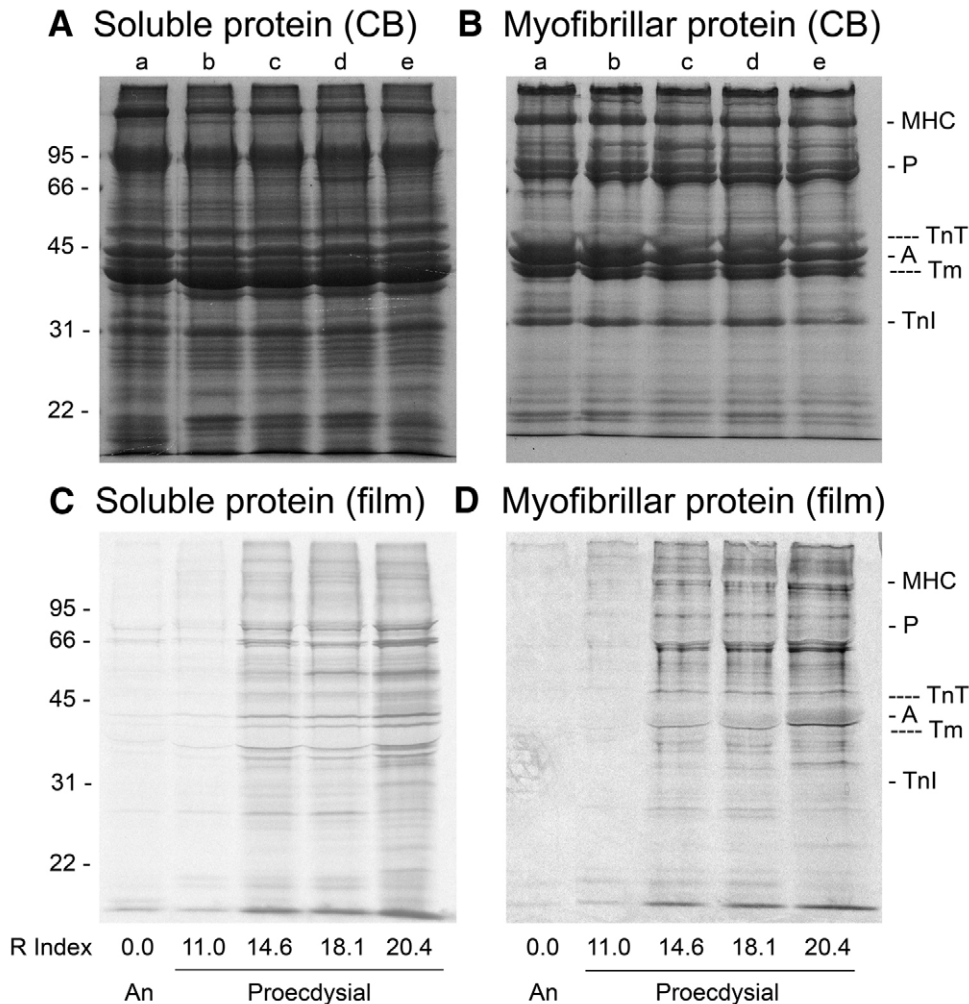 A Soluble protein (CB)
B Myofibrillar protein (CB)
a b c d e
a b c d e
95 -
66 -
45 -
31 -
22 -
- MHC
- P
---- TnT
- A
---- Tm
- TnI
C Soluble protein (film)
D Myofibrillar protein (film)
95 -
66 -
45 -
31 -
22 -
- MHC
- P
---- TnT
- A
---- Tm
- TnI
R Index 0.0 11.0 14.6 18.1 20.4
0.0 11.0 14.6 18.1 20.4
An Proecdysial
An Proecdysial